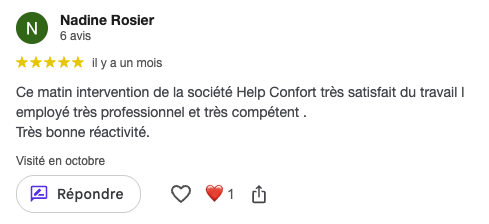 N
Nadine Rosier
6 avis
il y a un mois
Ce matin intervention de la société Help Confort très satisfait du travail l
employé très professionnel et très compétent .
Très bonne réactivité.
Visité en octobre
Répondre
1